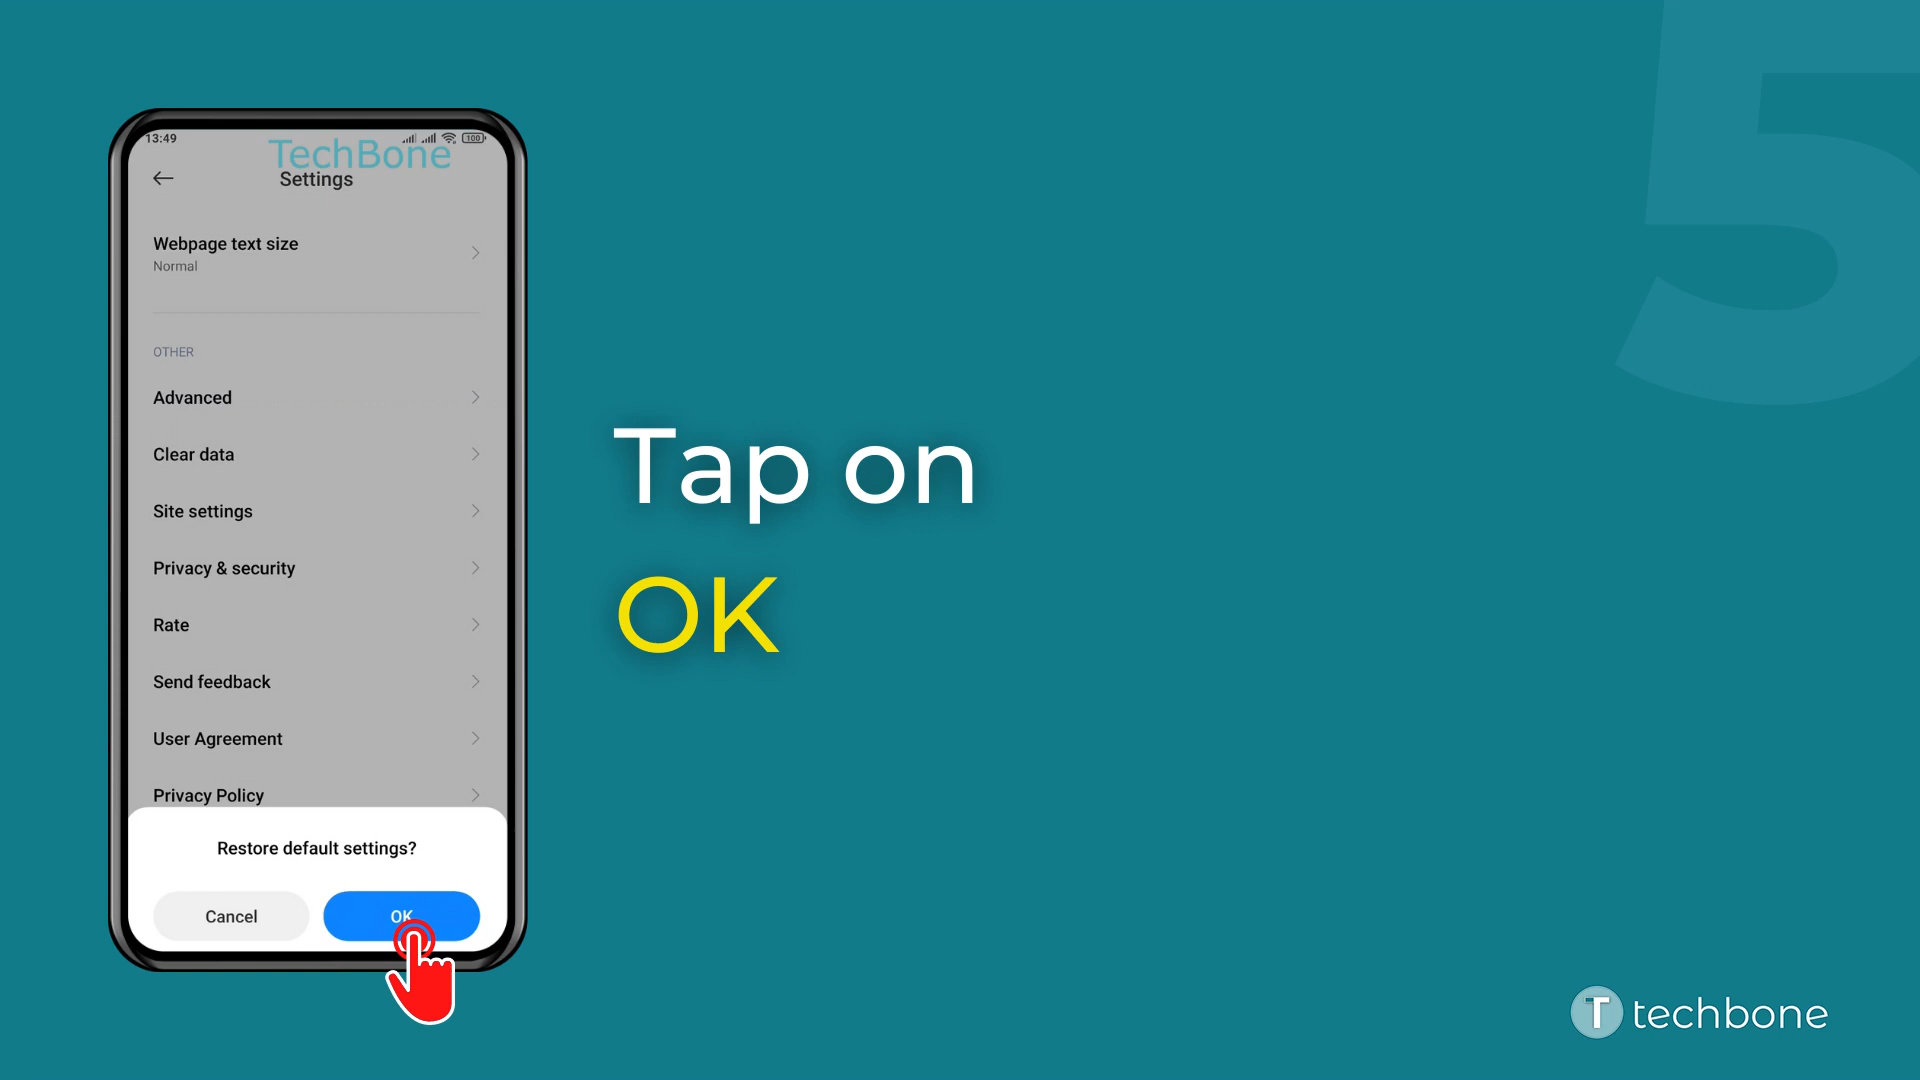 5
13:49
100
TechBone
Settings
Webpage text size
Normal
OTHER
Advanced
Clear data
Site settings
Privacy & security
Rate
Send feedback
User Agreement
Privacy Policy
Restore default settings?
Cancel
OK
Tap on
OK
T techbone